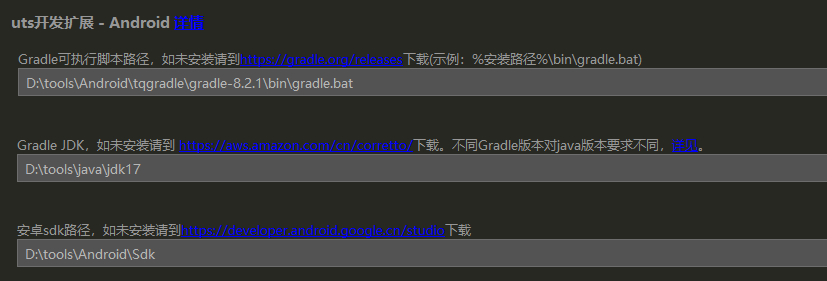 uts开发扩展 - Android 详情
Gradle可执行脚本路径，如未安装请到https://gradle.org/releases下载(示例：%安装路径%\bin\gradle.bat)
D:\tools\Android\tqgradle\gradle-8.2.1\bin\gradle.bat
Gradle JDK，如未安装请到 https://aws.amazon.com/cn/corretto/下载。不同Gradle版本对java版本要求不同，详见。
D:\tools\java\jdk17
安卓sdk路径，如未安装请到https://developer.android.google.cn/studio下载
D:\tools\Android\Sdk